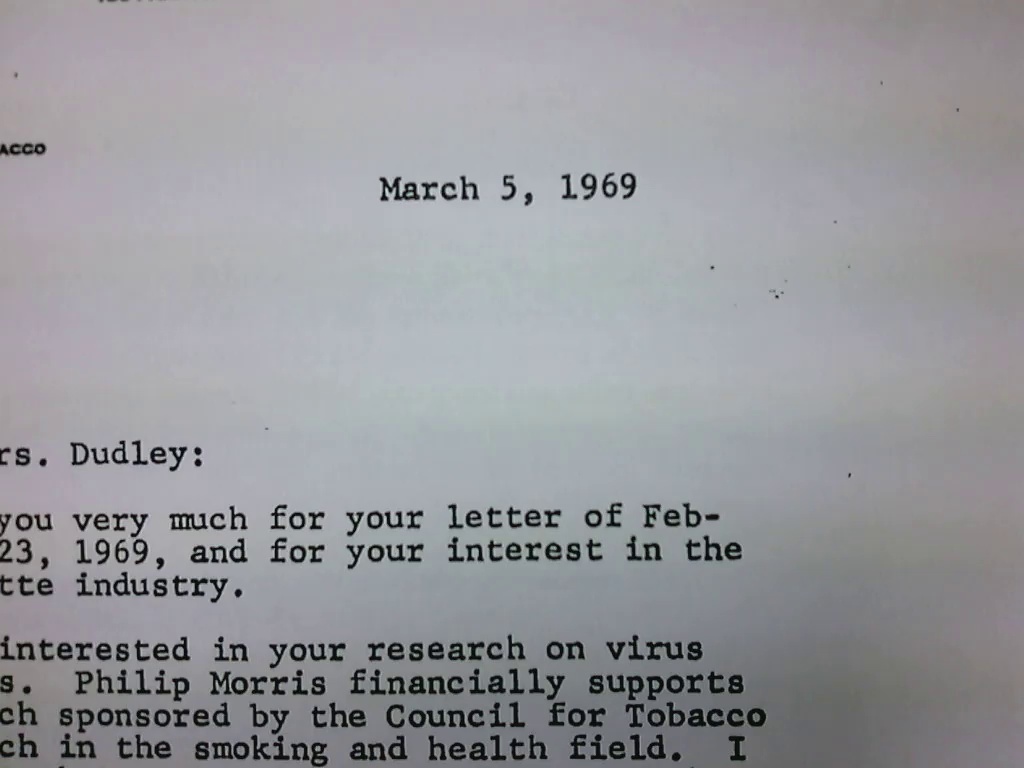 ACCO
March 5, 1969
rs. Dudley:
you very much for your letter of Feb-
23, 1969, and for your interest in the
tte industry.
interested in your research on virus
s. Philip Morris financially supports
ch sponsored by the Council for Tobacco
ch in the smoking and health field. I